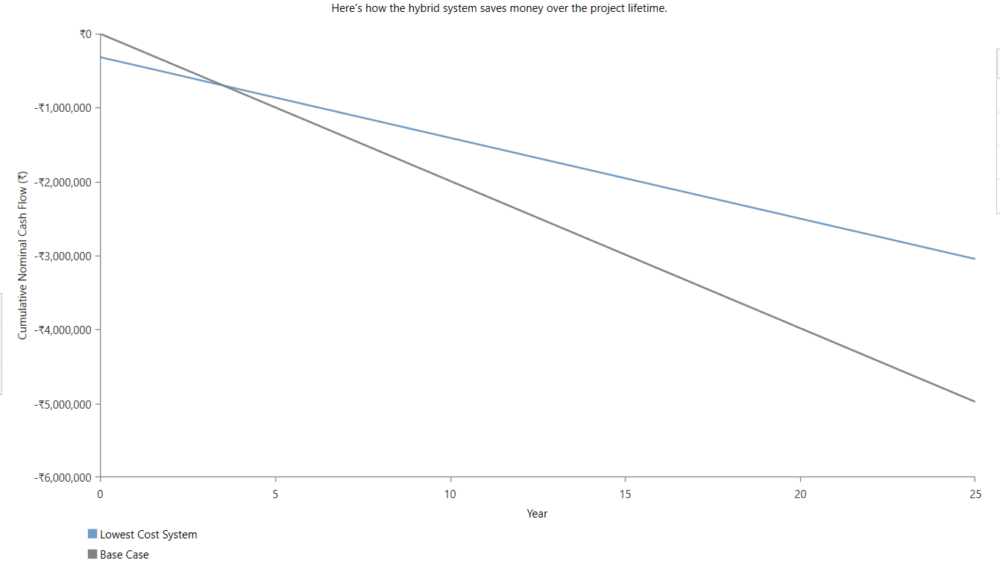 Here's how the hybrid system saves money over the project lifetime.
Cumulative Nominal Cash Flow (₹)
₹0
-₹1,000,000
-₹2,000,000
-₹3,000,000
-₹4,000,000
-₹5,000,000
-₹6,000,000
0 5 10 15 20 25
Year
Lowest Cost System
Base Case